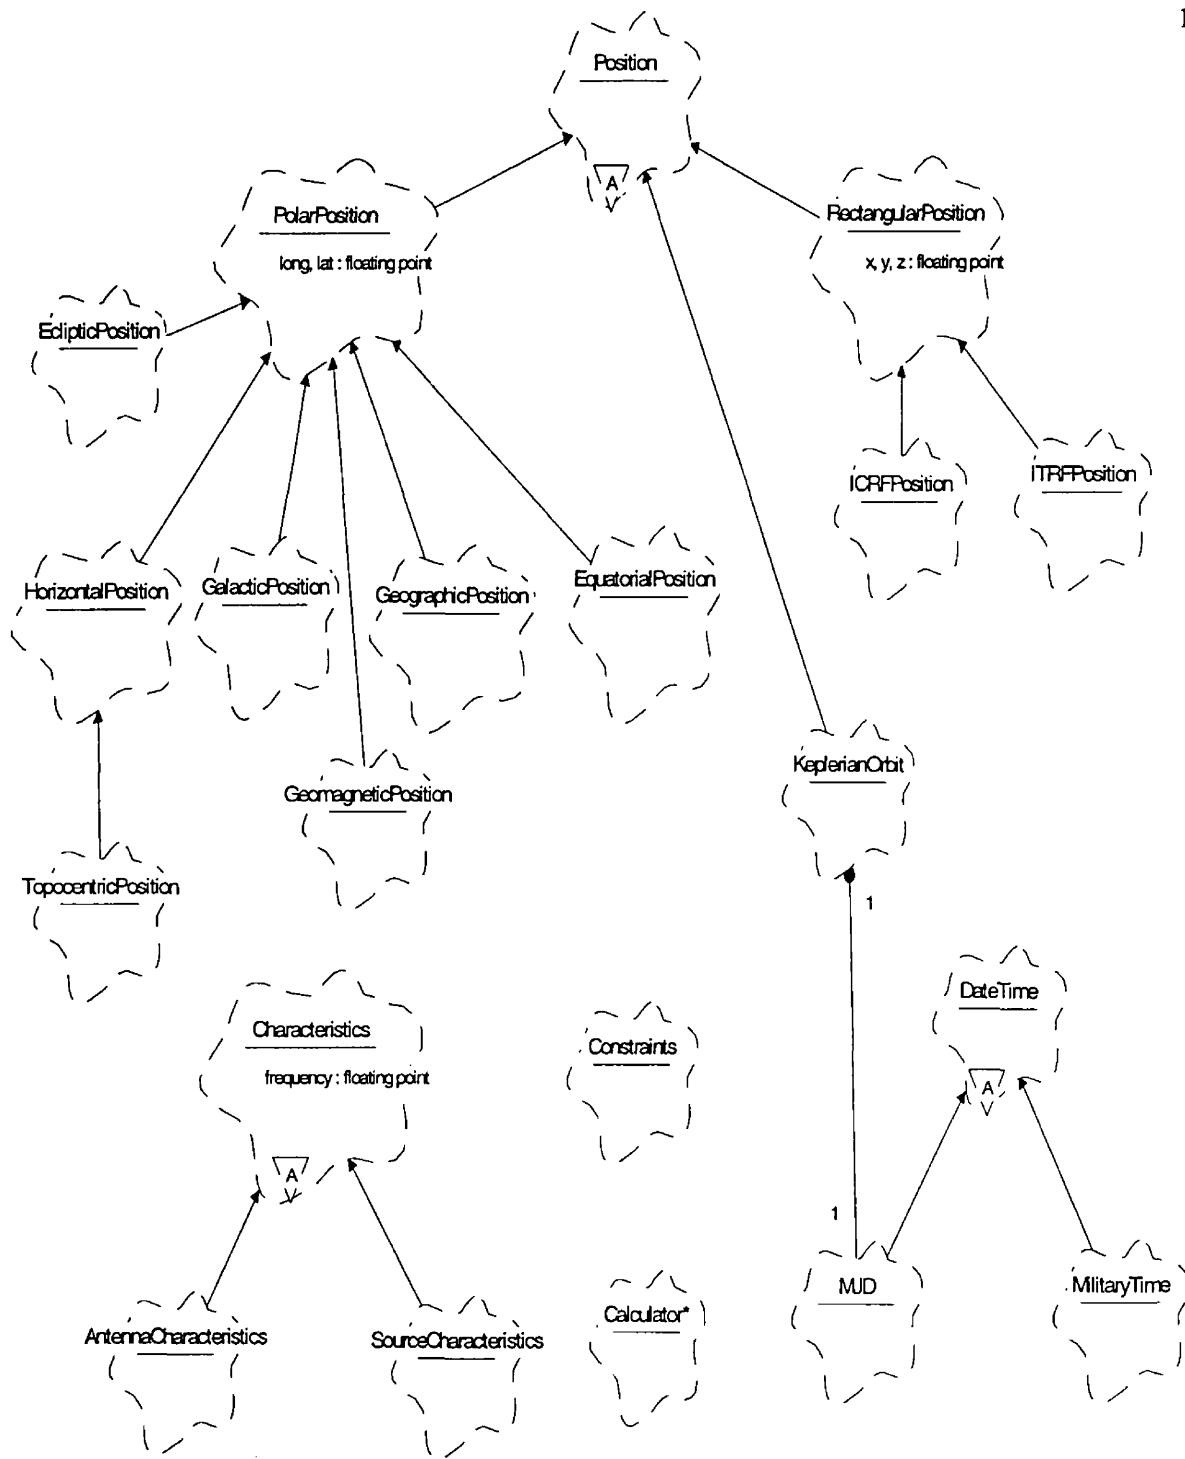 1
Position
A
PolarPosition
long, lat : floating point
RectangularPosition
x, y, z : floating point
EclipticPosition
ICRFPosition
ITRFPosition
HorizontalPosition
GalacticPosition
GeographicPosition
EquatorialPosition
KeplerianOrbit
GeomagneticPosition
TopocentricPosition
1
DateTime
A
Characteristics
frequency : floating point
A
Constraints
1
MJD
MilitaryTime
Calculator*
AntennaCharacteristics
SourceCharacteristics